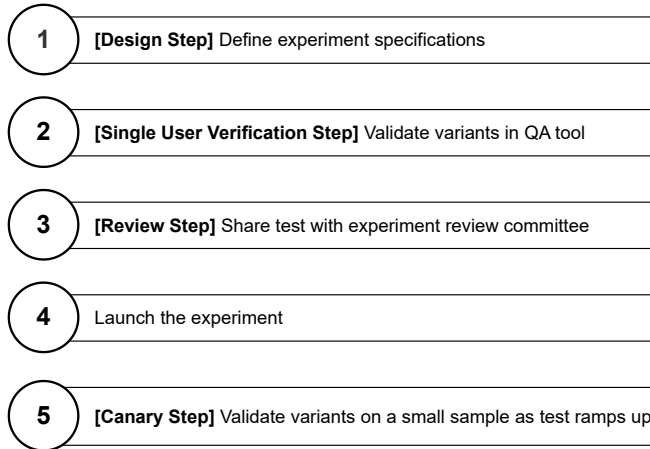 1
[Design Step] Define experiment specifications
2
[Single User Verification Step] Validate variants in QA tool
3
[Review Step] Share test with experiment review committee
4
Launch the experiment
5
[Canary Step] Validate variants on a small sample as test ramps up